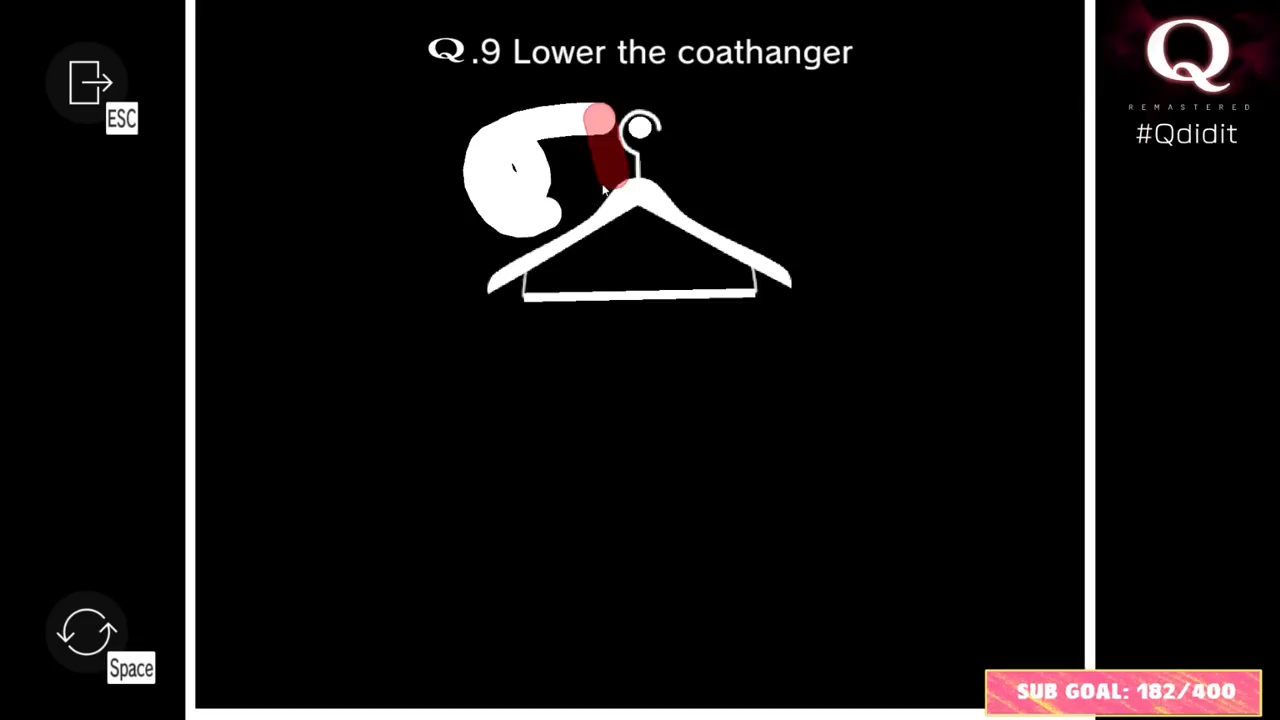 Q.9 Lower the coathanger
ESC
Q
REMASTERED
#Qdidit
Space
SUB GOAL: 182/400